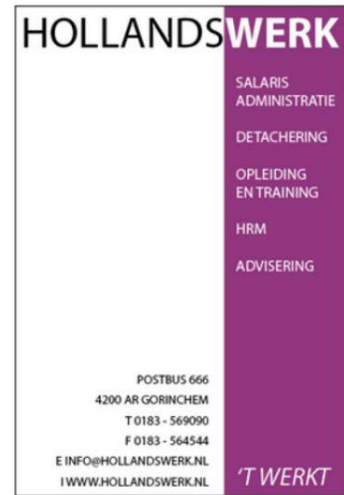 HOLLANDSWERK
SALARIS
ADMINISTRATIE
DETACHERING
OPLEIDING
EN TRAINING
HRM
ADVISERING
POSTBUS 666
4200 AR GORINCHEM
T 0183 - 569090
F 0183 - 564544
E INFO@HOLLANDSWERK.NL
I WWW.HOLLANDSWERK.NL
'T WERKT